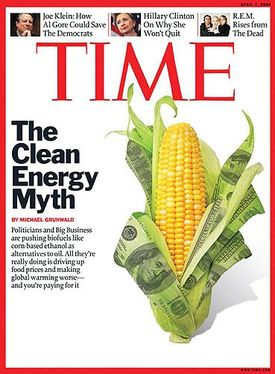 APRIL 7, 2008
Joe Klein: How
Al Gore Could Save
The Democrats
Hillary Clinton
On Why She
Won't Quit
R.E.M.
Rises from
The Dead
TIME
The
Clean
Energy
Myth
BY MICHAEL GRUNWALD
Politicians and Big Business
are pushing biofuels like
corn-based ethanol as
alternatives to oil. All they're
really doing is driving up
food prices and making
global warming worse—
and you're paying for it
www.time.com